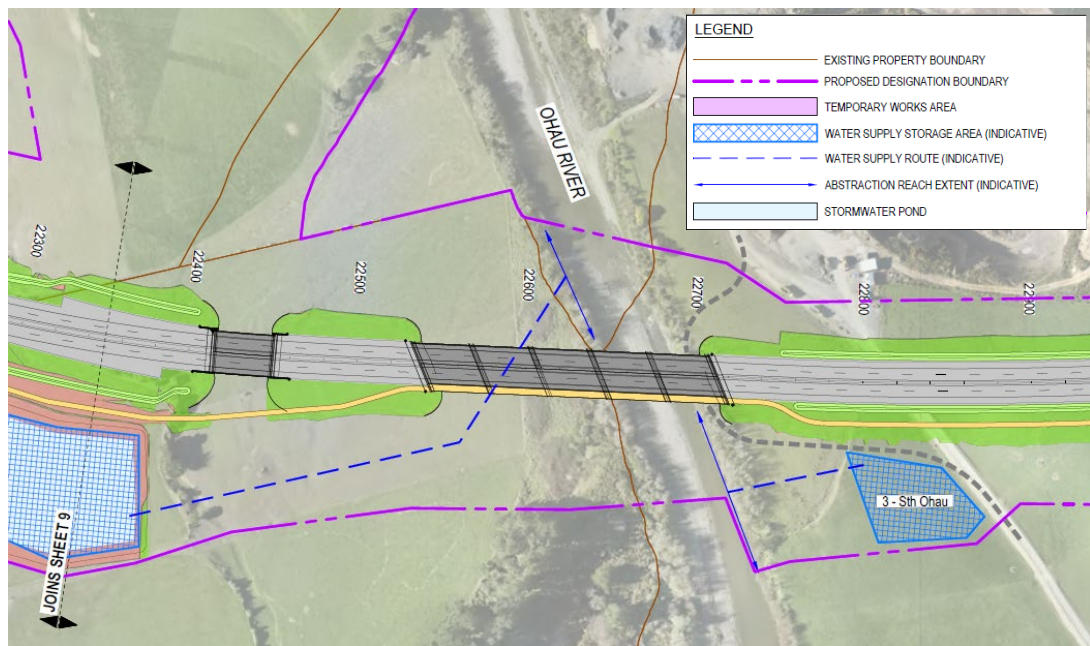 LEGEND
EXISTING PROPERTY BOUNDARY
PROPOSED DESIGNATION BOUNDARY
TEMPORARY WORKS AREA
WATER SUPPLY STORAGE AREA (INDICATIVE)
WATER SUPPLY ROUTE (INDICATIVE)
ABSTRACTION REACH EXTENT (INDICATIVE)
STORMWATER POND
OHAU RIVER
22300
22400
22500
22600
22700
22800
22900
3 - Sth Ohau
JOINS SHEET 9